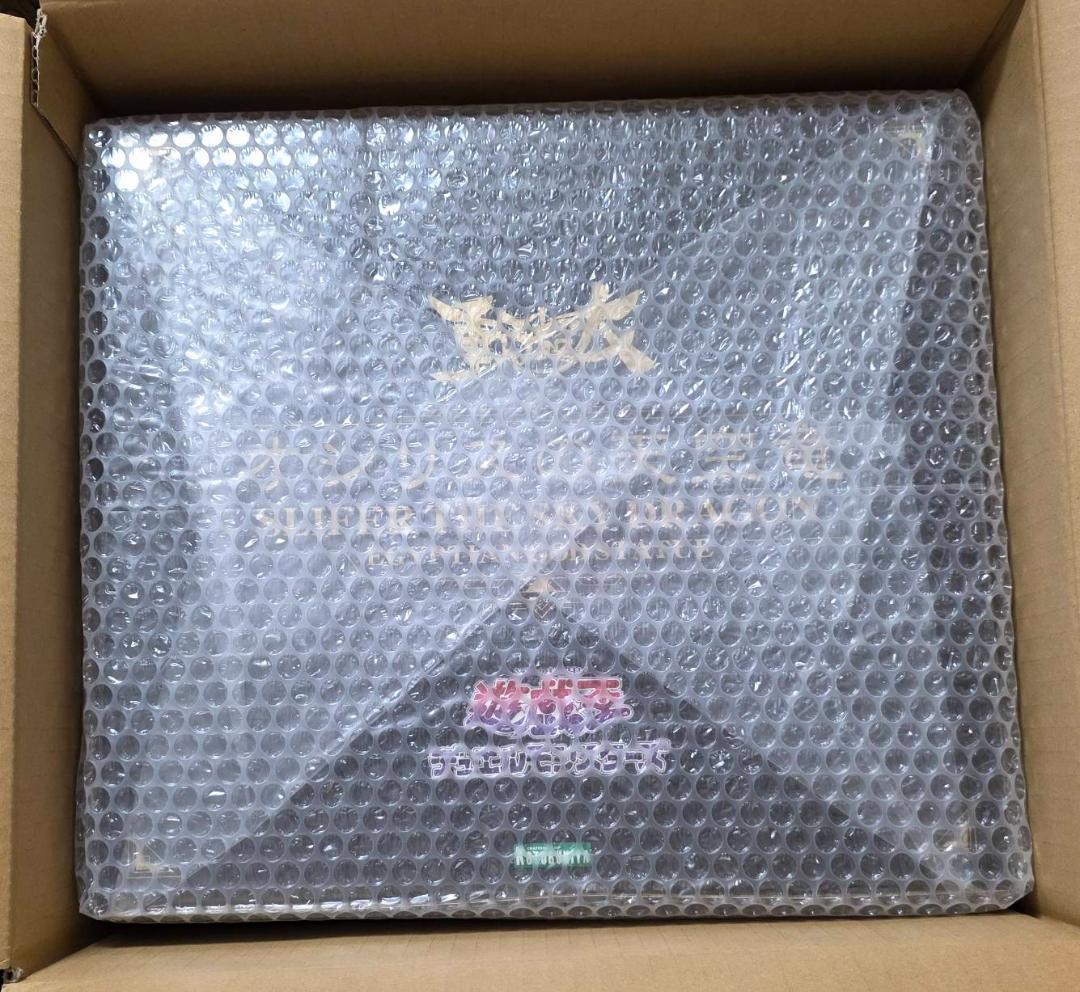 オシリスの天空竜
SLIFER THE SKY DRAGON
EGYPTIAN GOD STATUE
遊戯王
デュエルモンスターズ
KOTOBUKIYA